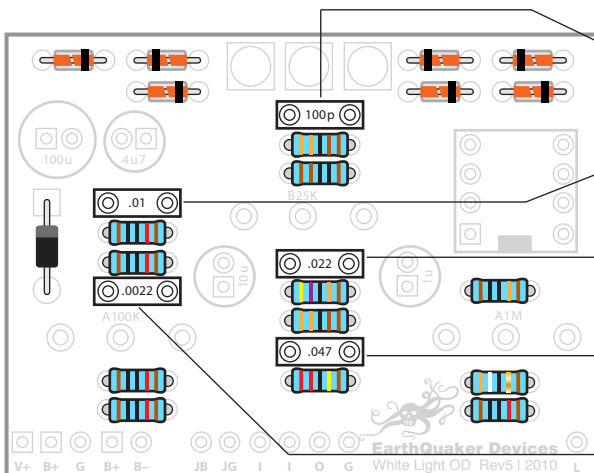 100p
100u
4u7
B25K
.01
.022
10u
1u
.0022
A100K
A1M
.047
EarthQuaker Devices
V+ B+ G B+ B– JB JG I I O G White Light OD Rev5 | 2010 L